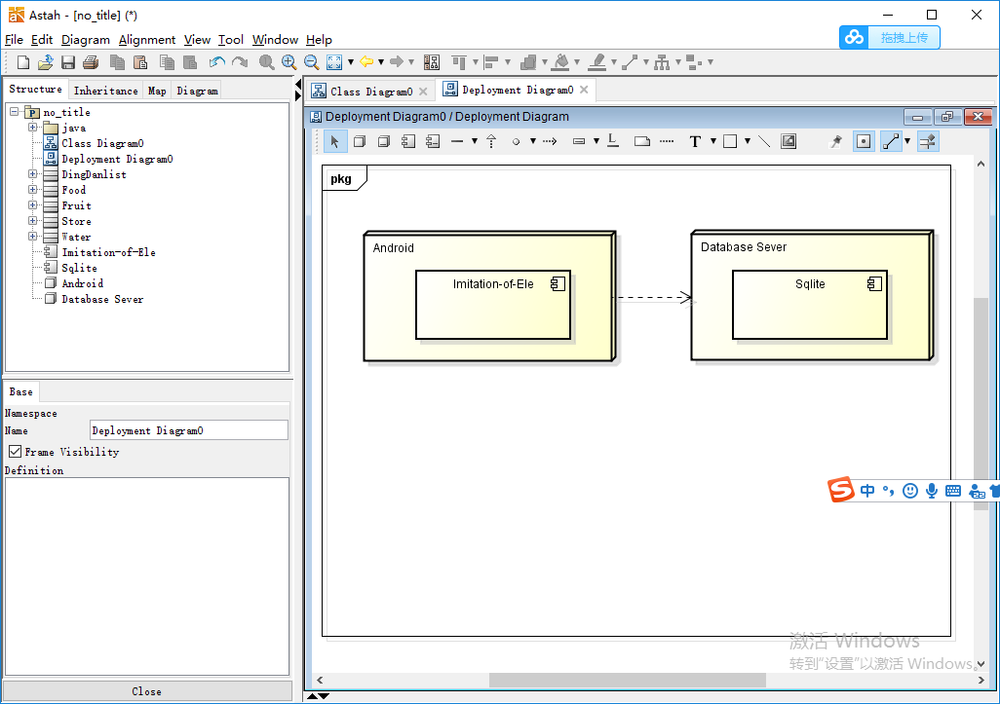 Astah - [no_title] (*)
File Edit Diagram Alignment View Tool Window Help
拖拽上传
Structure Inheritance Map Diagram
Class Diagram0 Deployment Diagram0
P no_title
java
Class Diagram0
Deployment Diagram0
DingDanlist
Food
Fruit
Store
Water
Imitation-of-Ele
Sqlite
Android
Database Sever
Base
Namespace
Name Deployment Diagram0
Frame Visibility
Definition
Close
Deployment Diagram0 / Deployment Diagram
T
pkg
Android
Imitation-of-Ele
Database Sever
Sqlite
S 中 °,
激活 Windows
转到"设置"以激活 Windows。